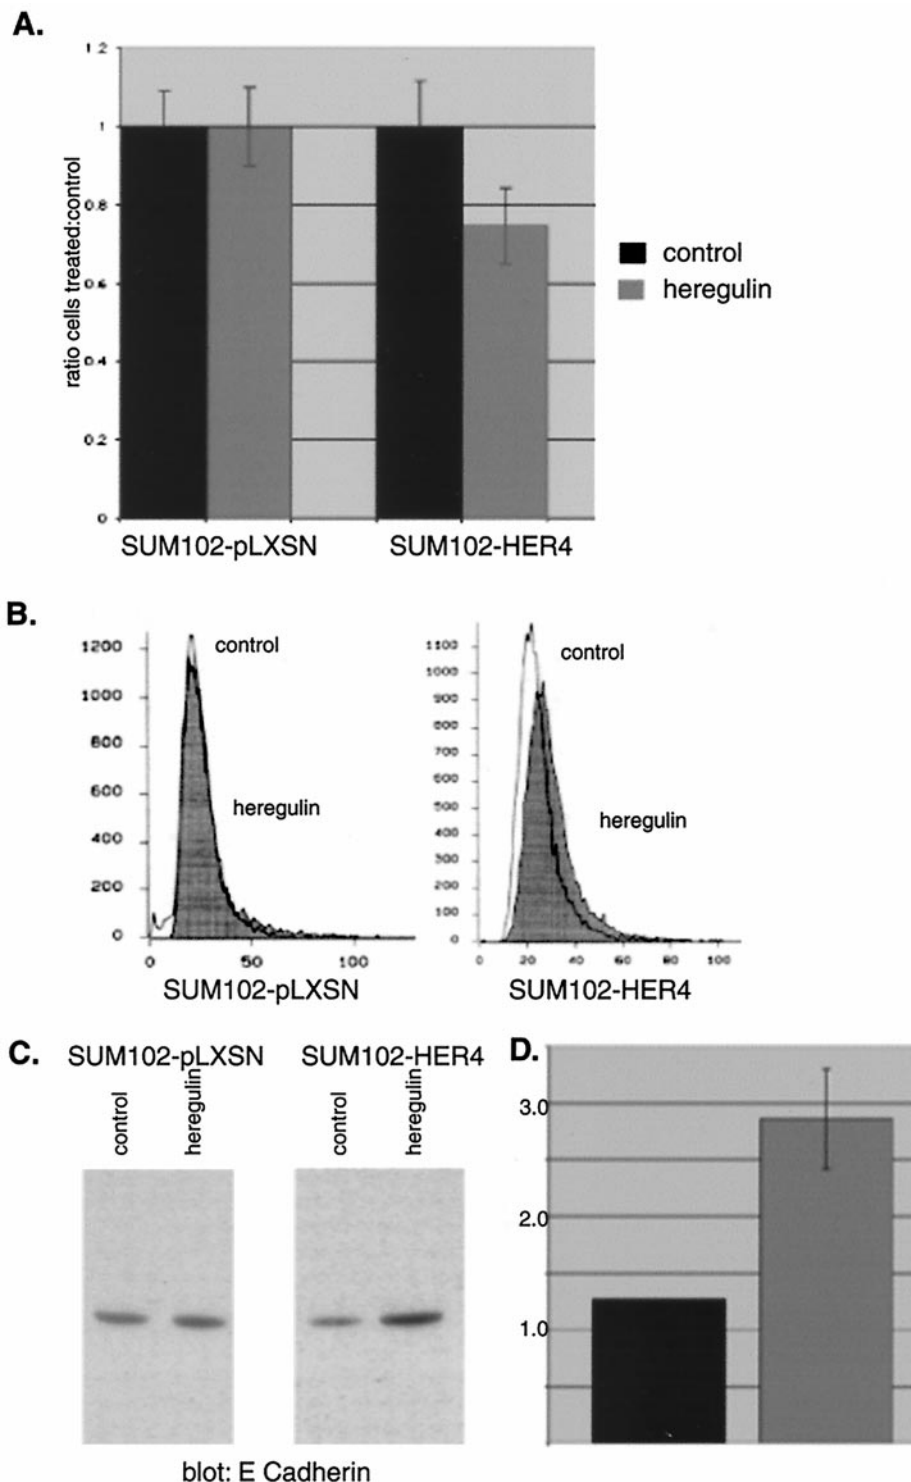 A.
1.2
1
0.8
0.6
0.4
0.2
0
ratio cells treated:control
SUM102-pLXSN SUM102-HER4
control
heregulin
B.
1200
1000
800
600
400
200
0
0 50 100
control
heregulin
SUM102-pLXSN
1100
1000
900
800
700
600
500
400
300
200
100
0
0 20 40 60 80 100
control
heregulin
SUM102-HER4
C.
SUM102-pLXSN SUM102-HER4
control heregulin control heregulin
blot: E Cadherin
D.
3.0
2.0
1.0